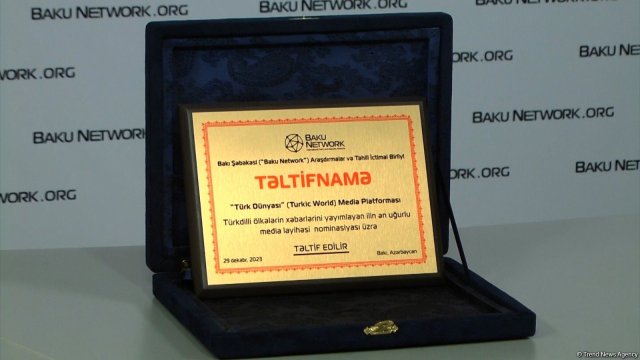 BAKU NETWORK.ORG
BAKU NETWORK.ORG
NETWORK.ORG
BAKU NETWORK.ORG
NETWORK.ORG
BAKU NETWORK.ORG
BAKU NETWORK.ORG
BAKU
NETWORK
Bakı Şəbəkəsi ("Baku Network") Araşdırmalar və Təhlil İctimai Birliyi
TƏLTİFNAMƏ
"Türk Dünyası" (Turkic World) Media Platforması
Türkdilli ölkələrin xəbərlərini yayımlayan ilin ən uğurlu
media layihəsi nominasiyası üzrə
TƏLTİF EDİLİR
29 dekabr, 2023
Bakı, Azərbaycan
© Trend News Agency